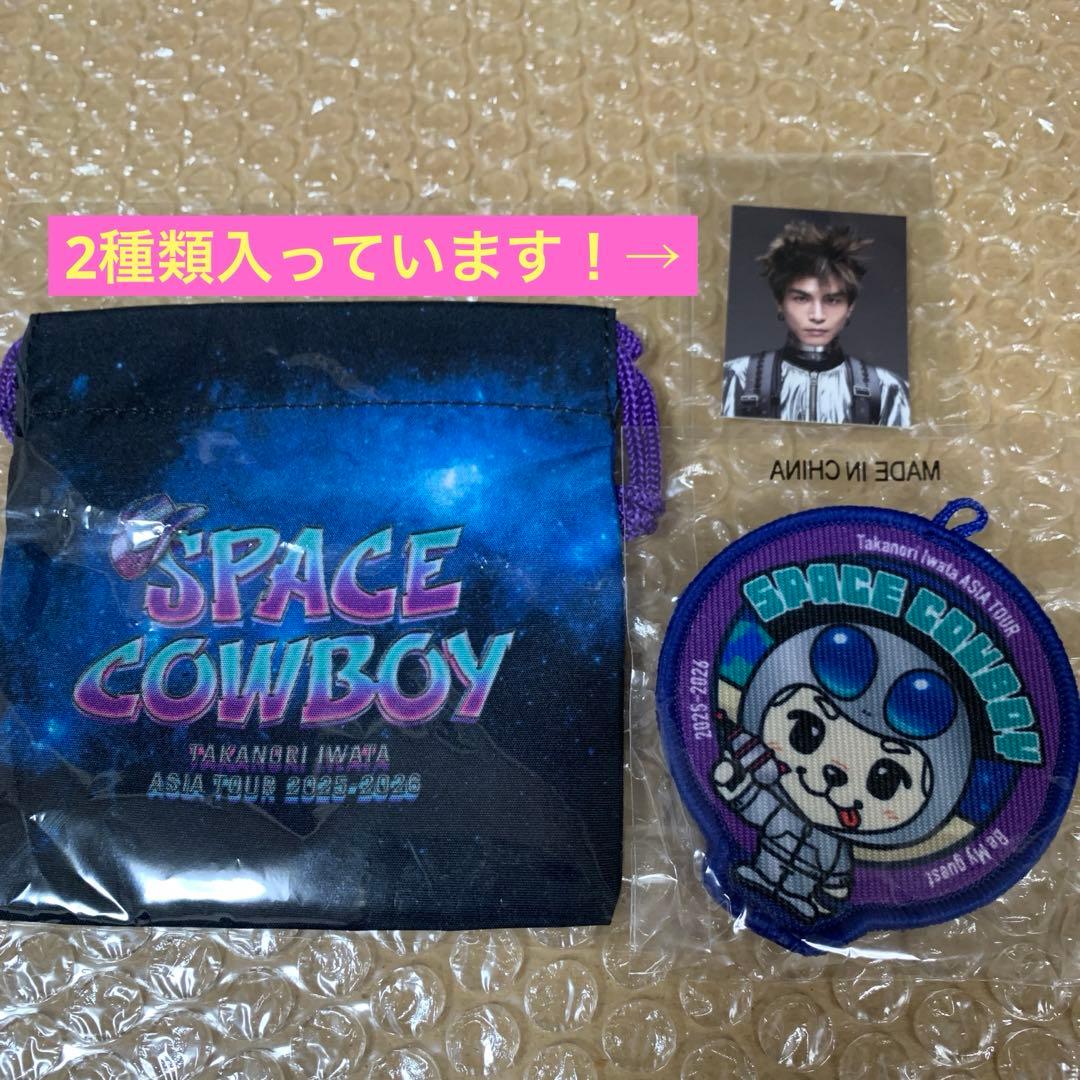 2種類入っています！→
SPACE
COWBOY
TAKANORI IWATA
ASIA TOUR 2025-2026
MADE IN CHINA
Takanori Iwata ASIA TOUR
SPACE COWBOY
2025-2026
Be My guest